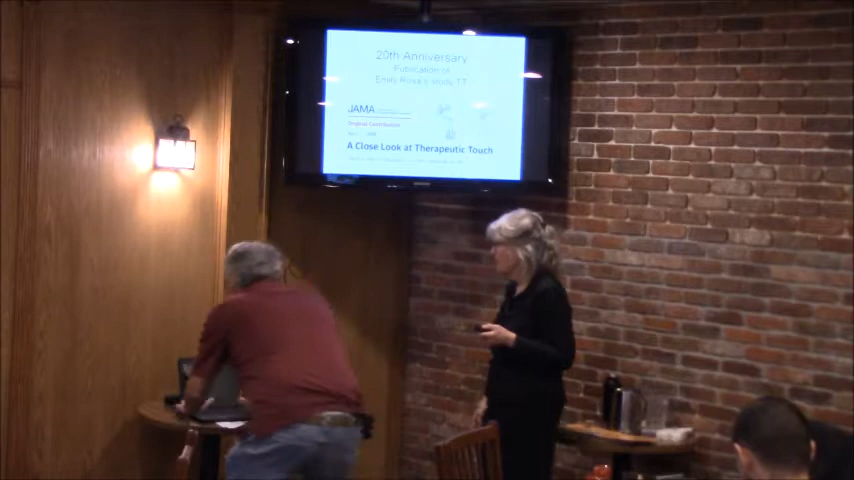 20th Anniversary
Publication of
Emily Rosa's study TT
JAMA
Original Contribution
A Close Look at Therapeutic Touch